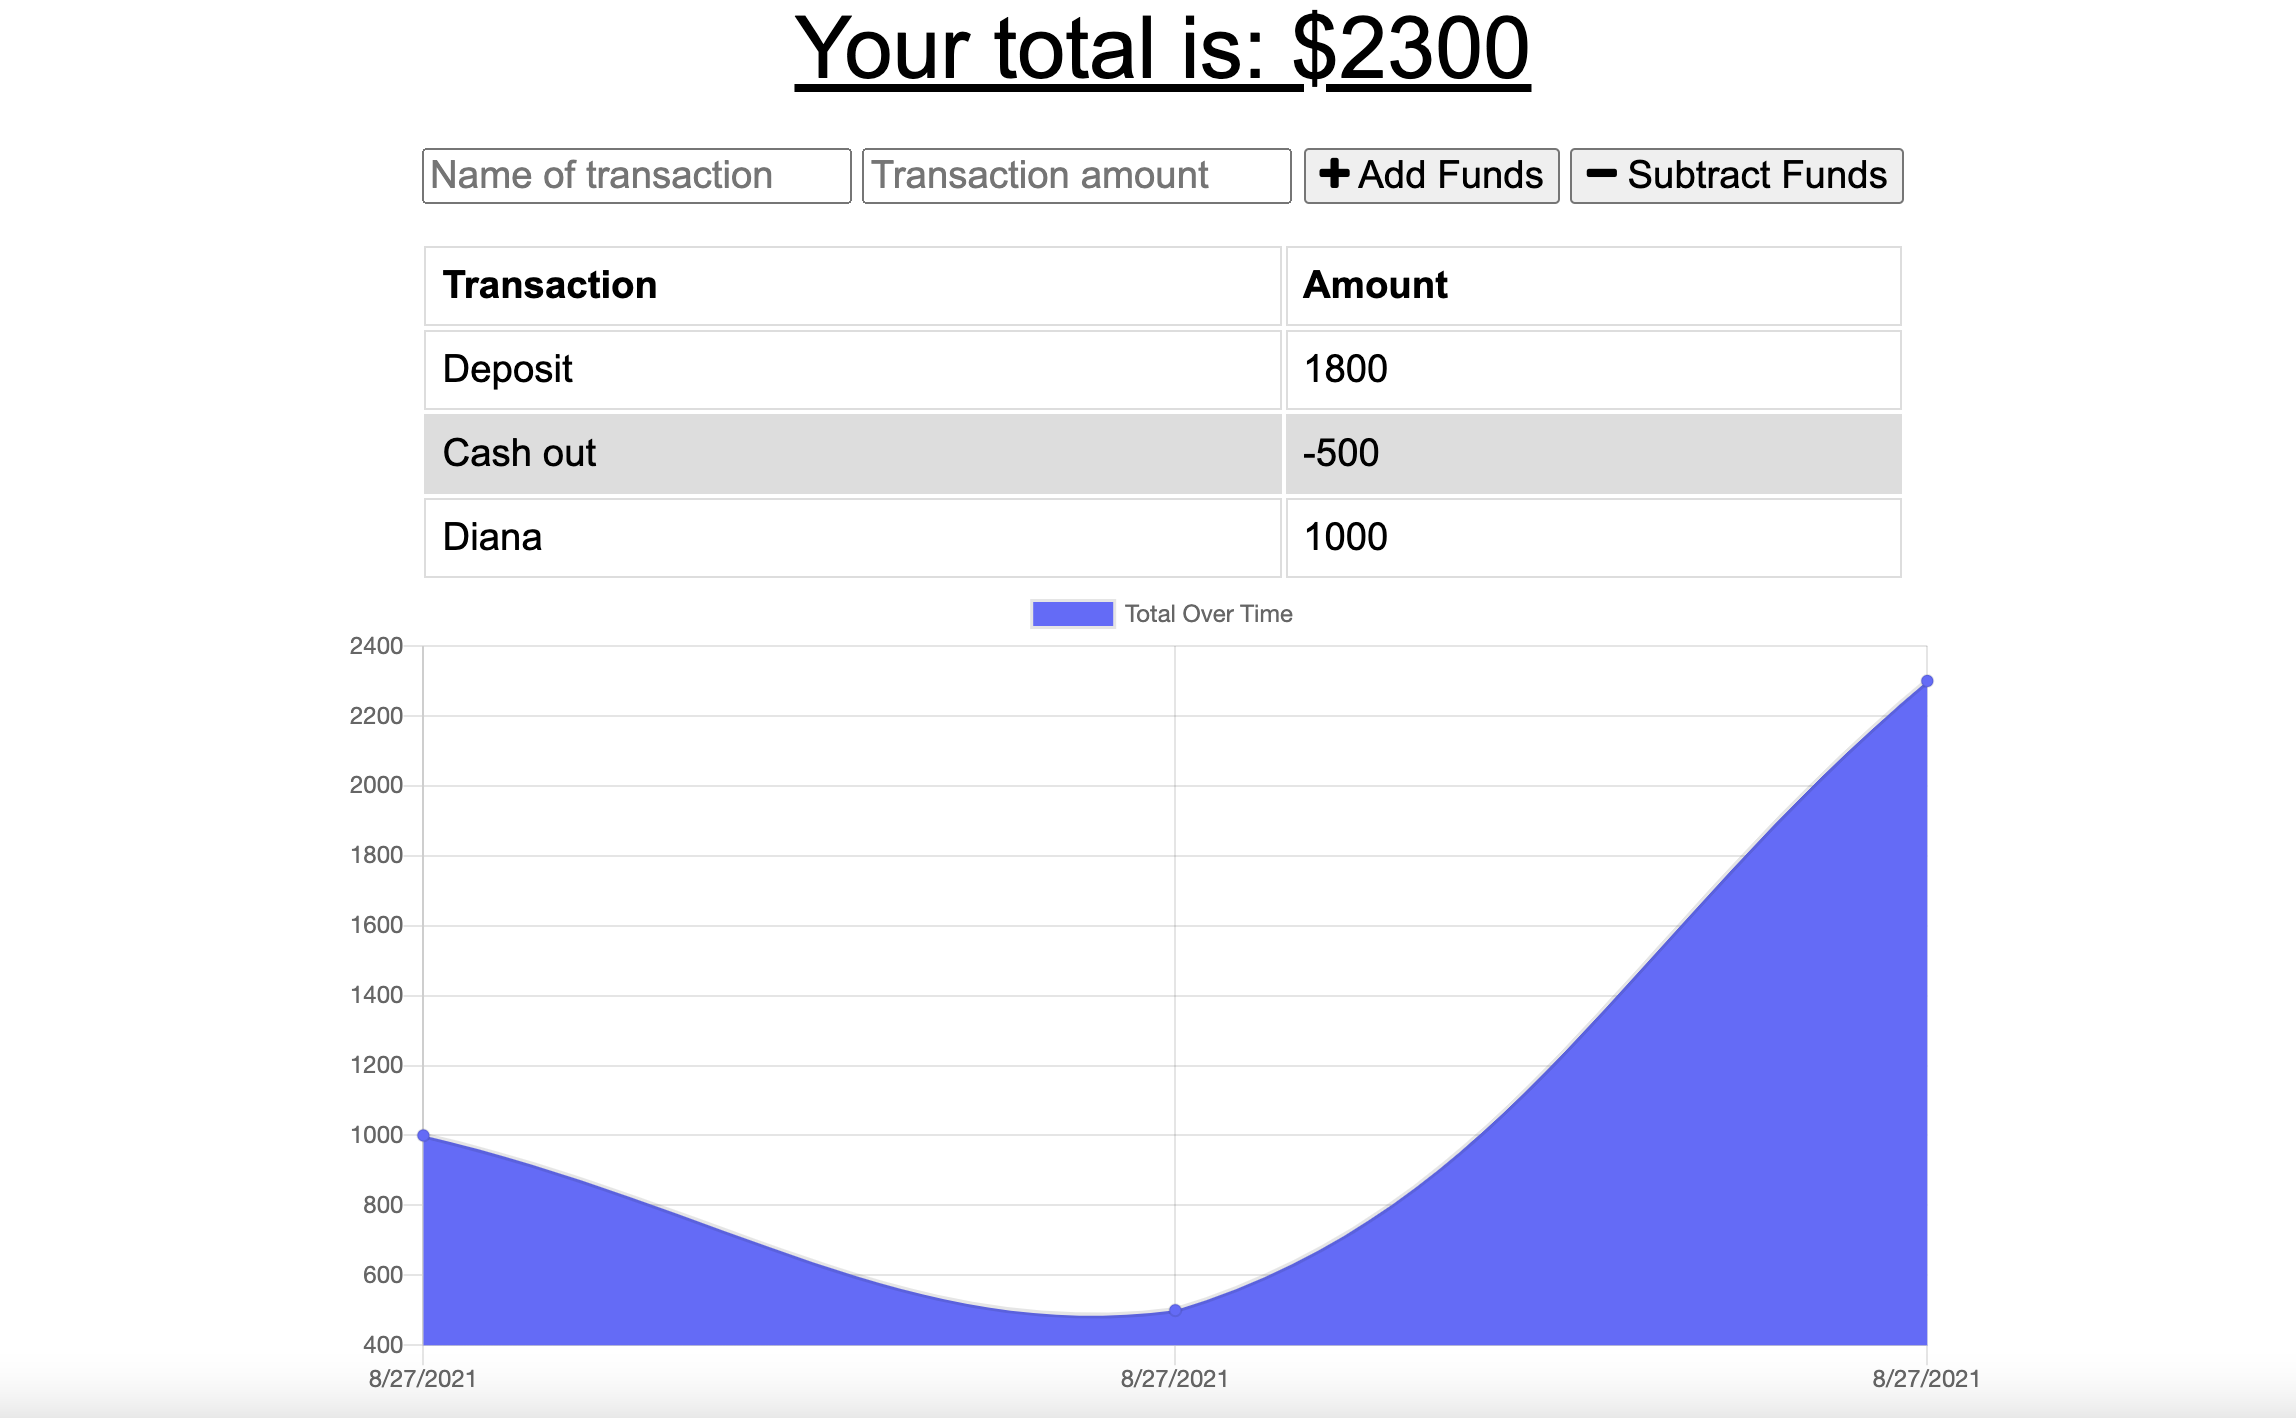 Your total is: $2300
Name of transaction Transaction amount Add Funds Subtract Funds
Transaction Amount
Deposit 1800
Cash out -500
Diana 1000
Total Over Time
2400
2200
2000
1800
1600
1400
1200
1000
800
600
400
8/27/2021 8/27/2021 8/27/2021